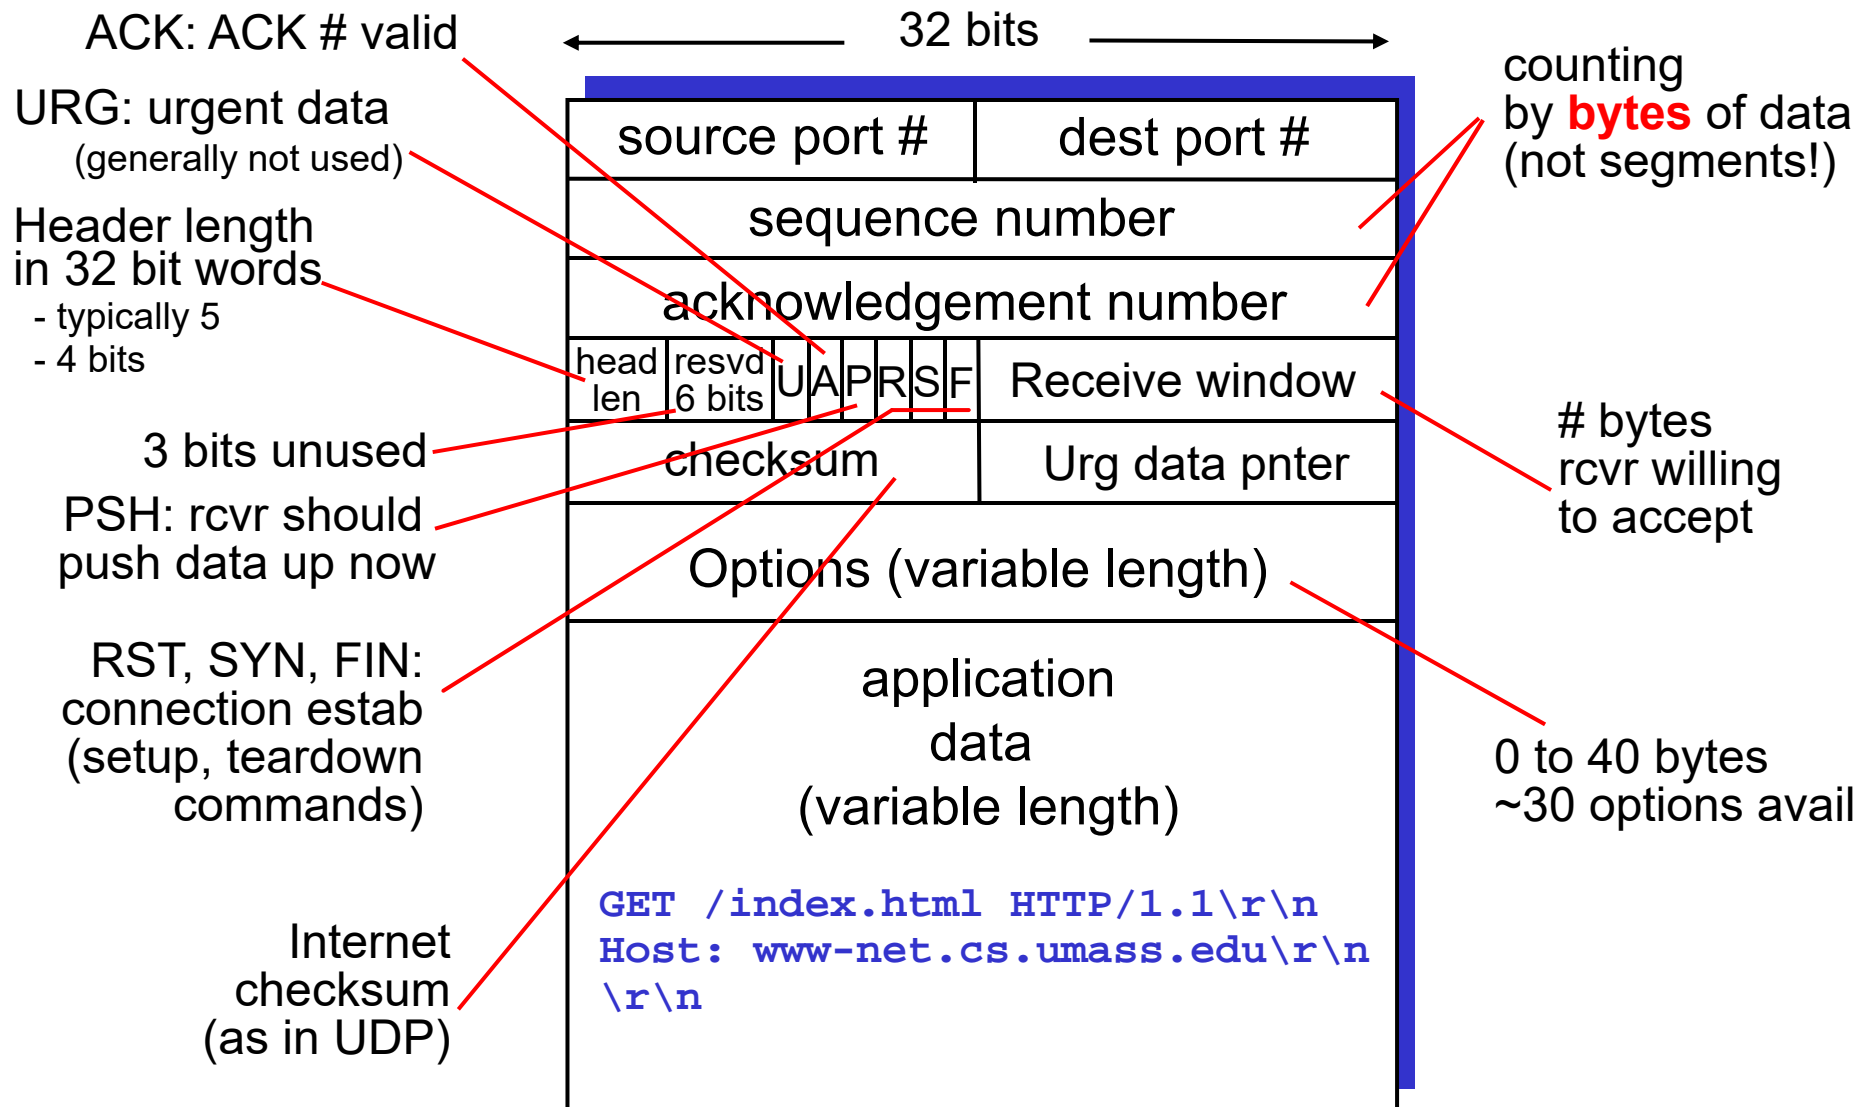 ACK: ACK # valid
URG: urgent data
(generally not used)
Header length
in 32 bit words
- typically 5
- 4 bits
3 bits unused
PSH: rcvr should
push data up now
RST, SYN, FIN:
connection estab
(setup, teardown
commands)
Internet
checksum
(as in UDP)
32 bits
source port #
dest port #
sequence number
acknowledgement number
head
len
resvd
6 bits
U
A
P
R
S
F
Receive window
checksum
Urg data pnter
Options (variable length)
application
data
(variable length)
GET /index.html HTTP/1.1\r\n
Host: www-net.cs.umass.edu\r\n
\r\n
counting
by bytes of data
(not segments!)
# bytes
rcvr willing
to accept
0 to 40 bytes
~30 options avail